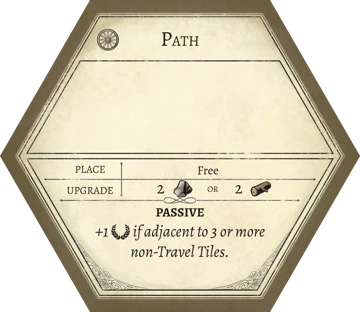 Path
PLACE Free
UPGRADE 2 OR 2
PASSIVE
+1 if adjacent to 3 or more
non-Travel Tiles.